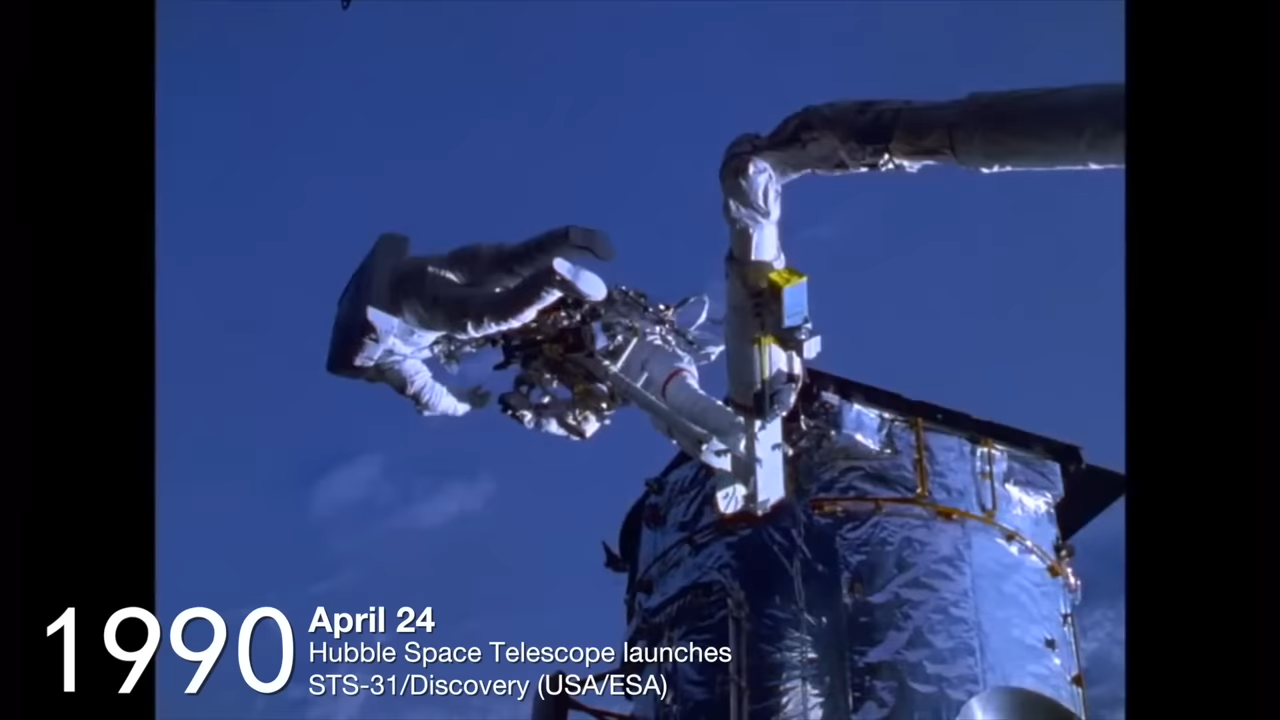 1990
April 24
Hubble Space Telescope launches
STS-31/Discovery (USA/ESA)